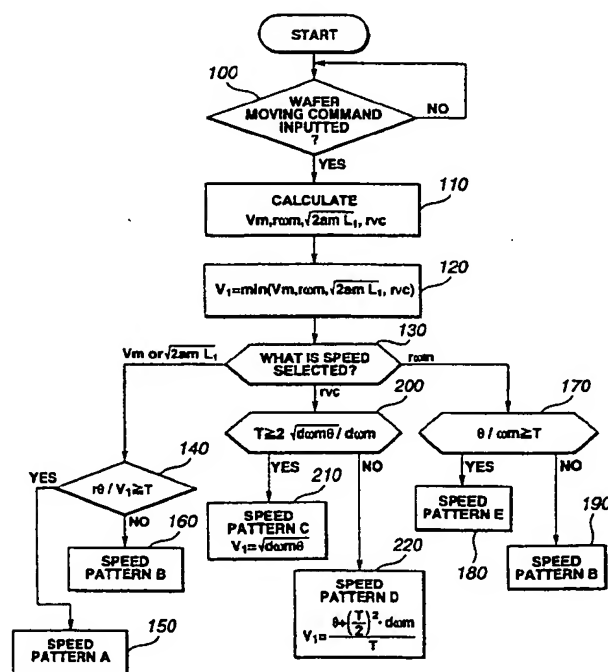 START
100
WAFER
MOVING COMMAND
INPUTTED
?
NO
YES
110
CALCULATE
Vm,rωm,√2am L₁, rvc
120
V₁=min(Vm,rωm,√2am L₁, rvc)
130
Vm or √2am L₁
WHAT IS SPEED
SELECTED?
rωm
rvc
200
T≧2 √dωmθ / dωm
170
θ / ωm≧T
140
YES
rθ / V₁≧T
NO
YES
210
NO
SPEED
PATTERN C
V₁=√dωmθ
YES
NO
SPEED
PATTERN E
180
190
SPEED
PATTERN B
160
SPEED
PATTERN B
220
SPEED
PATTERN D
V₁= θ+(T/2)²・dωm / T
SPEED
PATTERN A
150